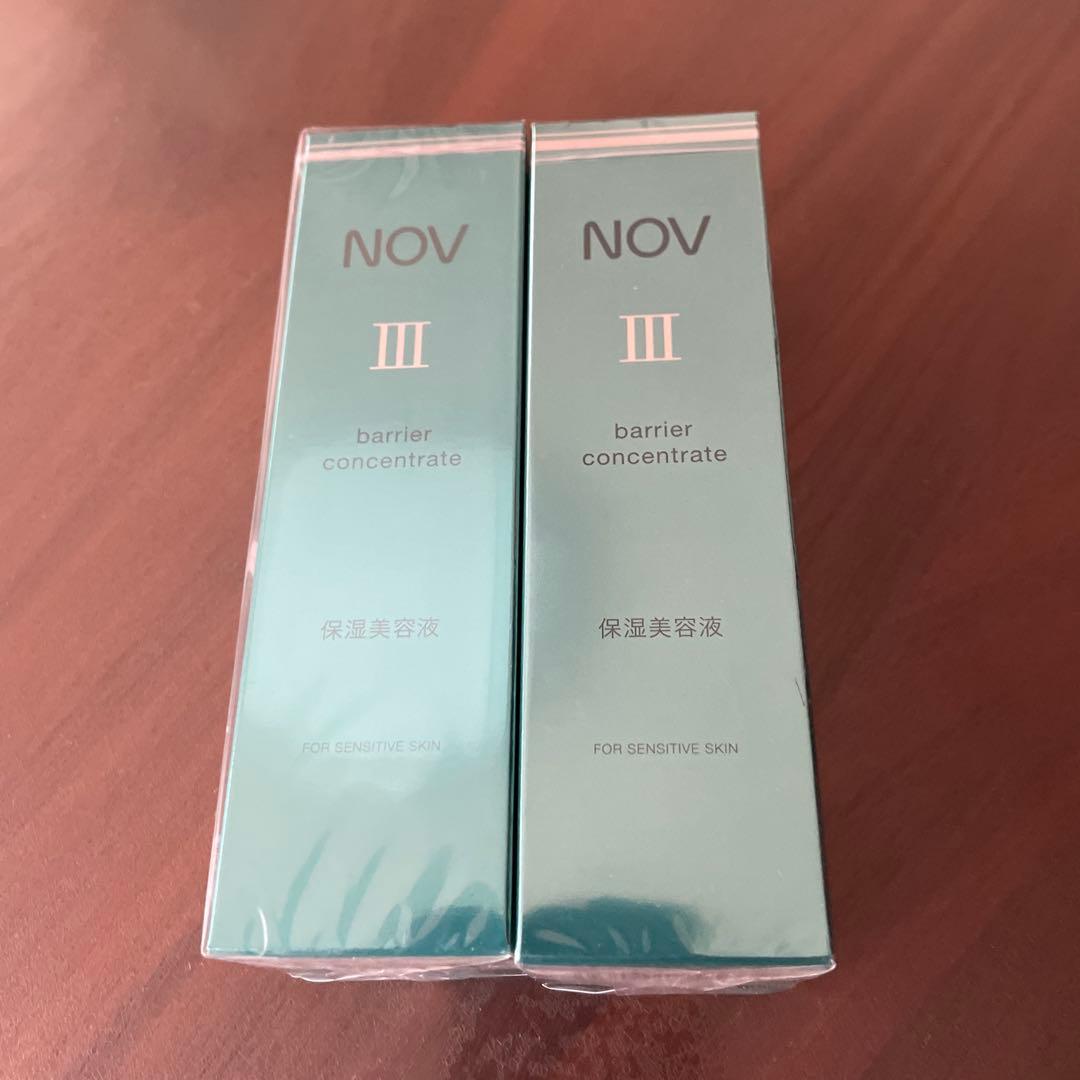 NOV
III
barrier
concentrate
保湿美容液
FOR SENSITIVE SKIN
NOV
III
barrier
concentrate
保湿美容液
FOR SENSITIVE SKIN